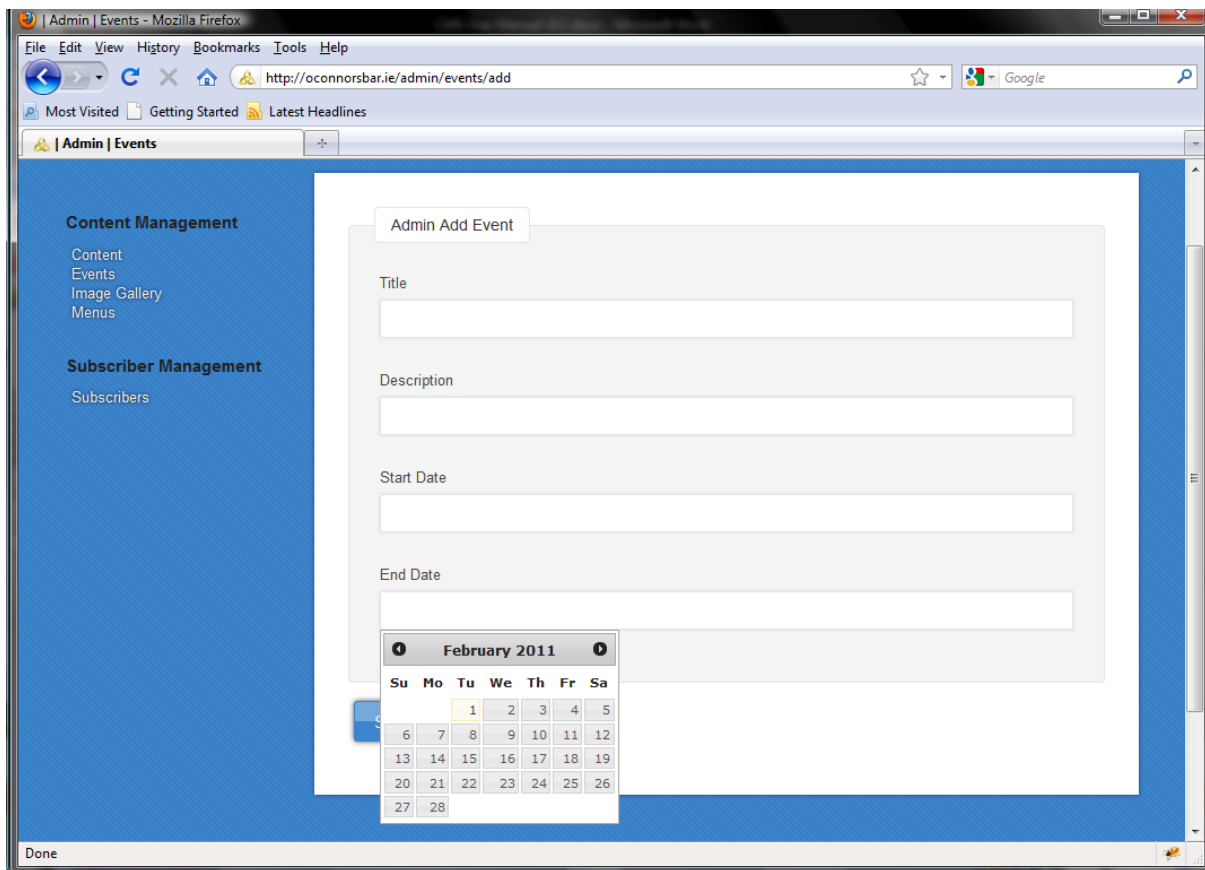 | Admin | Events - Mozilla Firefox
File Edit View History Bookmarks Tools Help
http://oconnorsbar.ie/admin/events/add
Google
Most Visited Getting Started Latest Headlines
| Admin | Events
Content Management
Content
Events
Image Gallery
Menus
Subscriber Management
Subscribers
Admin Add Event
Title
Description
Start Date
End Date
February 2011
Su Mo Tu We Th Fr Sa
1 2 3 4 5
6 7 8 9 10 11 12
13 14 15 16 17 18 19
20 21 22 23 24 25 26
27 28
Done